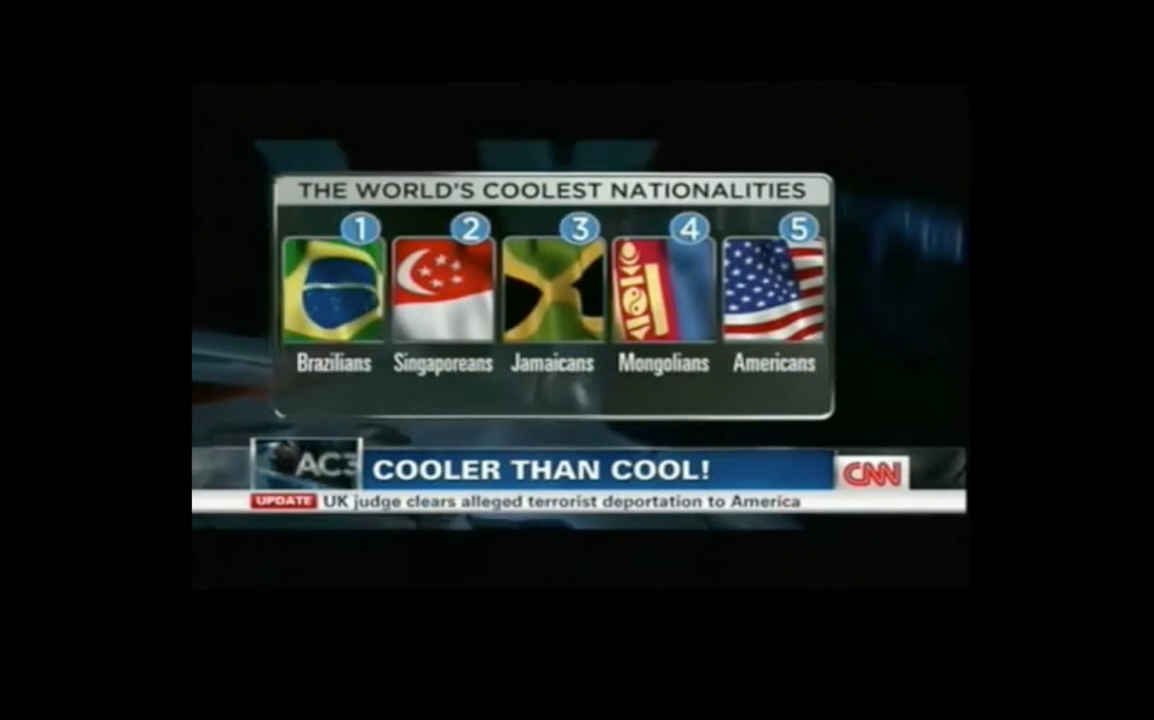 THE WORLD'S COOLEST NATIONALITIES
1 2 3 4 5
Brazilians Singaporeans Jamaicans Mongolians Americans
AC3 COOLER THAN COOL!
CNN
UPDATE UK judge clears alleged terrorist deportation to America